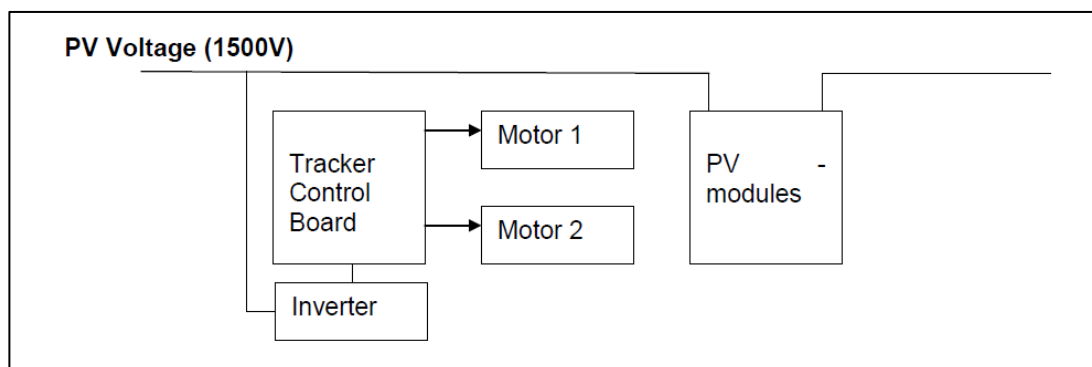 PV Voltage (1500V)
Motor 1
Tracker
Control
Board
PV -
modules
Motor 2
Inverter